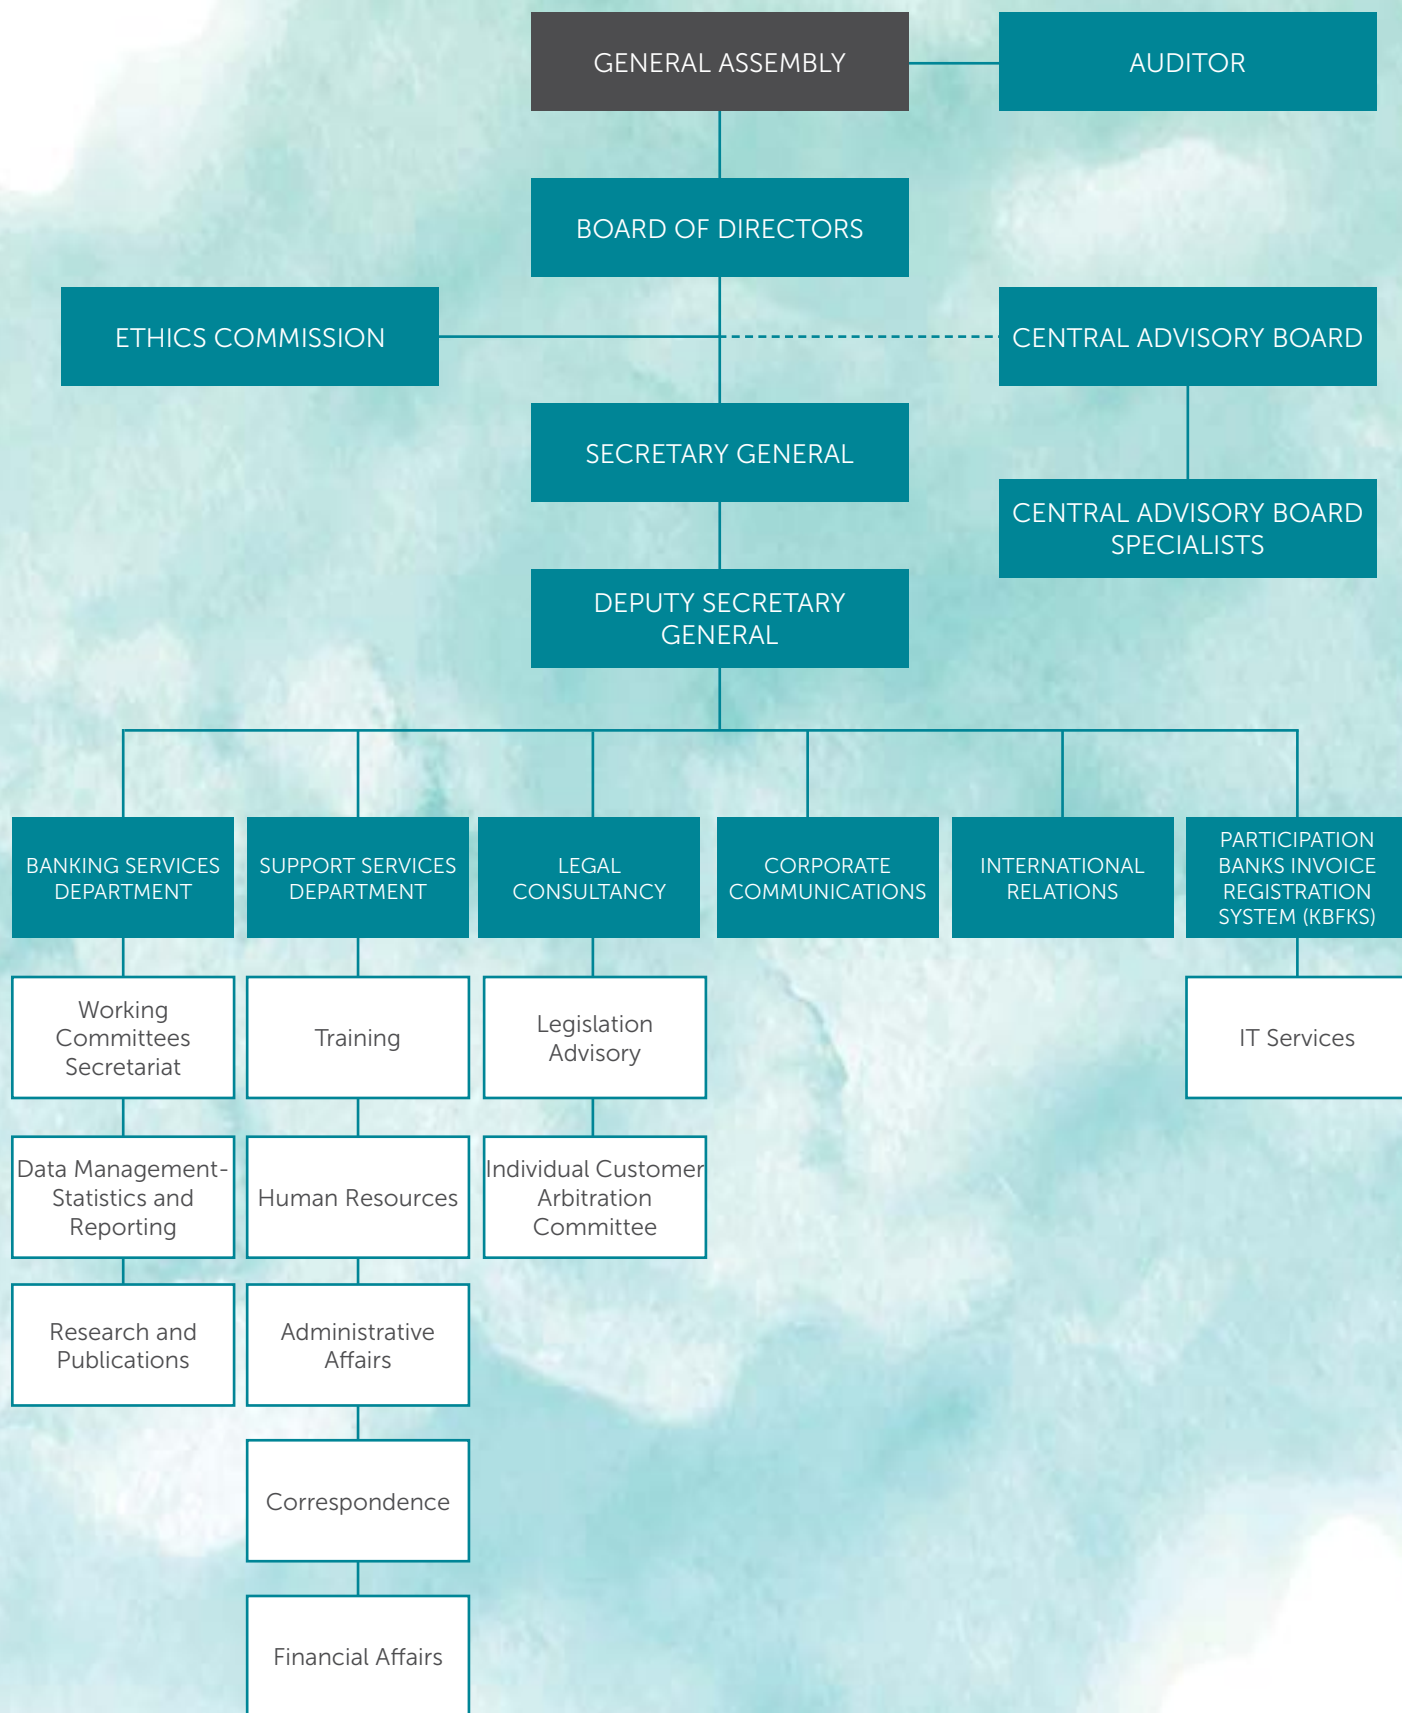 GENERAL ASSEMBLY
AUDITOR
BOARD OF DIRECTORS
ETHICS COMMISSION
CENTRAL ADVISORY BOARD
SECRETARY GENERAL
CENTRAL ADVISORY BOARD
SPECIALISTS
DEPUTY SECRETARY
GENERAL
BANKING SERVICES
DEPARTMENT
SUPPORT SERVICES
DEPARTMENT
LEGAL
CONSULTANCY
CORPORATE
COMMUNICATIONS
INTERNATIONAL
RELATIONS
PARTICIPATION
BANKS INVOICE
REGISTRATION
SYSTEM (KBFKS)
Working
Committees
Secretariat
Training
Legislation
Advisory
IT Services
Data Management-
Statistics and
Reporting
Human Resources
Individual Customer
Arbitration
Committee
Research and
Publications
Administrative
Affairs
Correspondence
Financial Affairs